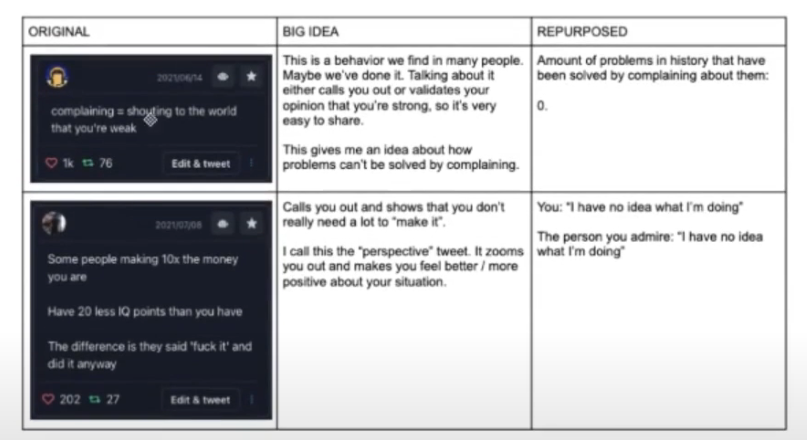 ORIGINAL
BIG IDEA
REPURPOSED
2021/06/14
complaining = shouting to the world
that you're weak
1k
76
Edit & tweet
This is a behavior we find in many people.
Maybe we've done it. Talking about it
either calls you out or validates your
opinion that you're strong, so it's very
easy to share.
This gives me an idea about how
problems can't be solved by complaining.
Amount of problems in history that have
been solved by complaining about them:
0.
Some people making 10x the money
you are
Have 20 less IQ points than you have
The difference is they said 'fuck it' and
did it anyway
202
27
Edit & tweet
Calls you out and shows that you don't
really need a lot to "make it".
I call this the "perspective" tweet. It zooms
you out and makes you feel better / more
positive about your situation.
You: "I have no idea what I'm doing"
The person you admire: "I have no idea
what I'm doing"